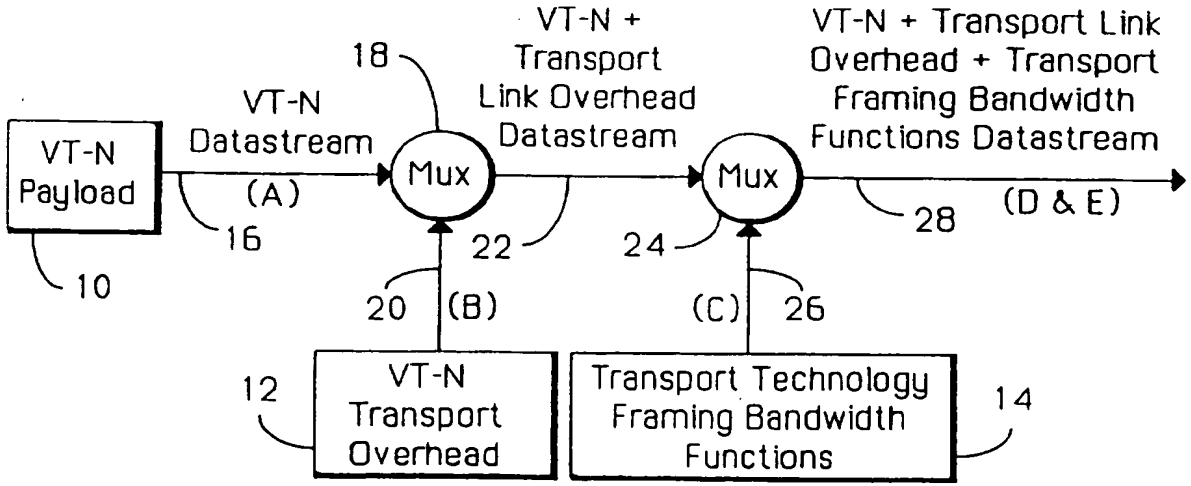 VT-N +
Transport
Link Overhead
Datastream
VT-N + Transport Link
Overhead + Transport
Framing Bandwidth
Functions Datastream
18
VT-N
Datastream
VT-N
Payload
Mux
Mux
(A)
(D & E)
16
22
24
28
10
20
(B)
(C)
26
12
VT-N
Transport
Overhead
Transport Technology
Framing Bandwidth
Functions
14